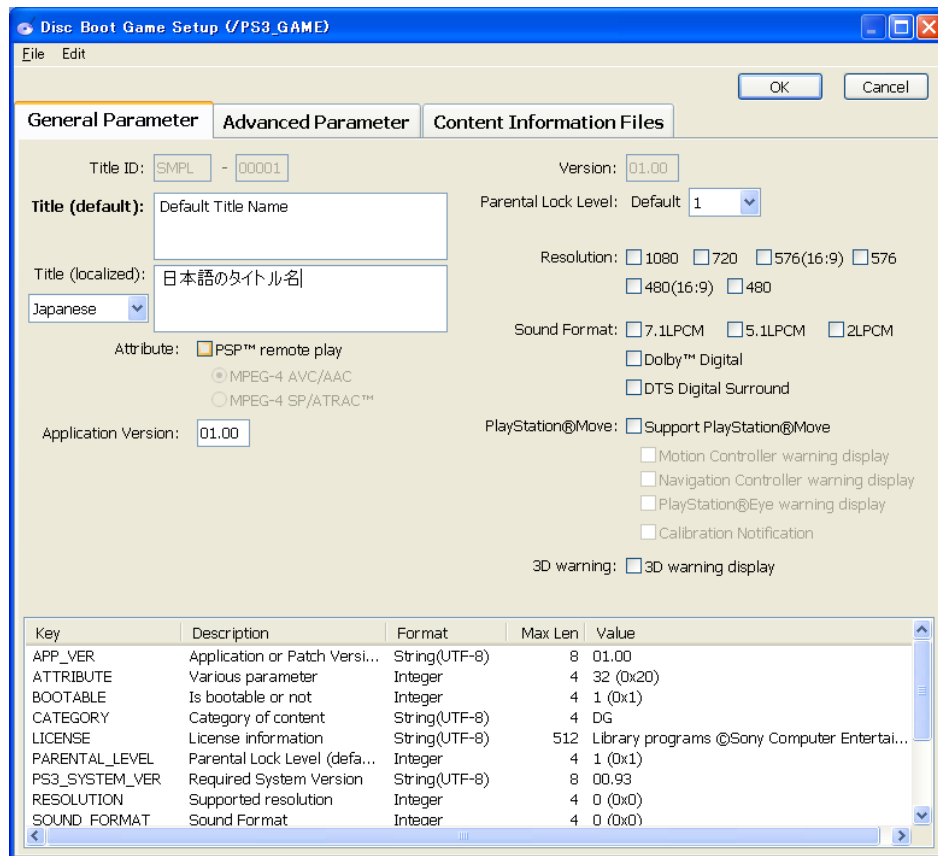 Disc Boot Game Setup (/PS3_GAME)
File Edit
OK Cancel
General Parameter Advanced Parameter Content Information Files
Title ID: SMPL - 00001 Version: 01.00
Title (default): Default Title Name Parental Lock Level: Default 1
Resolution: 1080 720 576(16:9) 576
Title (localized): 日本語のタイトル名
480(16:9) 480
Japanese
Sound Format: 7.1LPCM 5.1LPCM 2LPCM
Attribute: PSP™ remote play Dolby™ Digital
MPEG-4 AVC/AAC
DTS Digital Surround
MPEG-4 SP/ATRAC™
Application Version: 01.00 PlayStation®Move: Support PlayStation®Move
Motion Controller warning display
Navigation Controller warning display
PlayStation®Eye warning display
Calibration Notification
3D warning: 3D warning display
Key Description Format Max Len Value
APP_VER Application or Patch Versi... String(UTF-8) 8 01.00
ATTRIBUTE Various parameter Integer 4 32 (0x20)
BOOTABLE Is bootable or not Integer 4 1 (0x1)
CATEGORY Category of content String(UTF-8) 4 DG
LICENSE License information String(UTF-8) 512 Library programs ©Sony Computer Entertai...
PARENTAL_LEVEL Parental Lock Level (defa... Integer 4 1 (0x1)
PS3_SYSTEM_VER Required System Version String(UTF-8) 8 00.93
RESOLUTION Supported resolution Integer 4 0 (0x0)
SOUND_FORMAT Sound Format Integer 4 0 (0x0)